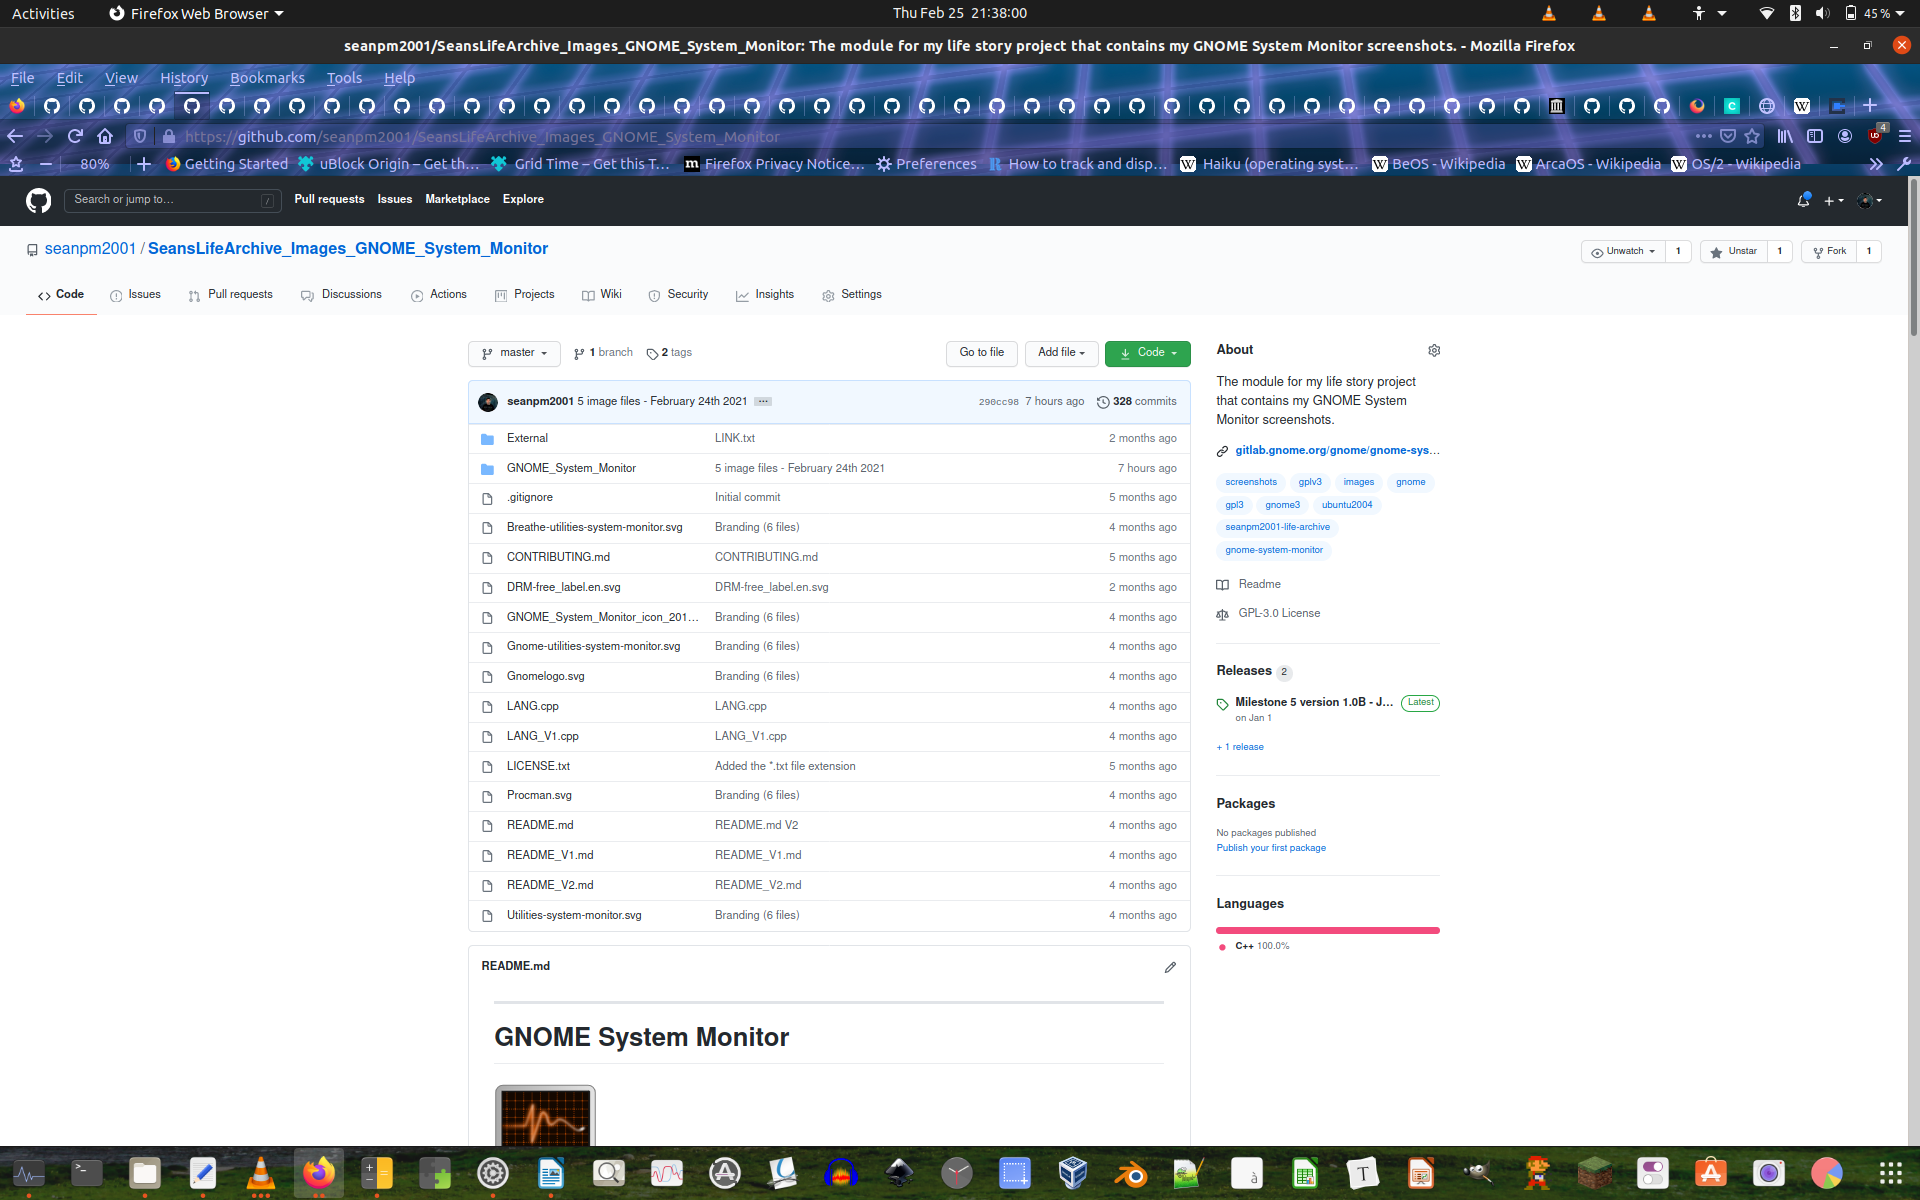 Activities Firefox Web Browser Thu Feb 25 21:38:00 45 %
seanpm2001/SeansLifeArchive_Images_GNOME_System_Monitor: The module for my life story project that contains my GNOME System Monitor screenshots. - Mozilla Firefox
File Edit View History Bookmarks Tools Help
https://github.com/seanpm2001/SeansLifeArchive_Images_GNOME_System_Monitor 4
80% Getting Started uBlock Origin – Get th… Grid Time – Get this T… Firefox Privacy Notice… Preferences How to track and disp… Haiku (operating syst… BeOS - Wikipedia ArcaOS - Wikipedia OS/2 - Wikipedia
Search or jump to… / Pull requests Issues Marketplace Explore
seanpm2001 / SeansLifeArchive_Images_GNOME_System_Monitor Unwatch 1 Unstar 1 Fork 1
Code Issues Pull requests Discussions Actions Projects Wiki Security Insights Settings
master 1 branch 2 tags Go to file Add file Code
seanpm2001 5 image files - February 24th 2021 ... 290cc98 7 hours ago 328 commits
External LINK.txt 2 months ago
GNOME_System_Monitor 5 image files - February 24th 2021 7 hours ago
.gitignore Initial commit 5 months ago
Breathe-utilities-system-monitor.svg Branding (6 files) 4 months ago
CONTRIBUTING.md CONTRIBUTING.md 5 months ago
DRM-free_label.en.svg DRM-free_label.en.svg 2 months ago
GNOME_System_Monitor_icon_201… Branding (6 files) 4 months ago
Gnome-utilities-system-monitor.svg Branding (6 files) 4 months ago
Gnomelogo.svg Branding (6 files) 4 months ago
LANG.cpp LANG.cpp 4 months ago
LANG_V1.cpp LANG_V1.cpp 4 months ago
LICENSE.txt Added the *.txt file extension 5 months ago
Procman.svg Branding (6 files) 4 months ago
README.md README.md V2 4 months ago
README_V1.md README_V1.md 4 months ago
README_V2.md README_V2.md 4 months ago
Utilities-system-monitor.svg Branding (6 files) 4 months ago
README.md
GNOME System Monitor
About
The module for my life story project
that contains my GNOME System
Monitor screenshots.
gitlab.gnome.org/gnome/gnome-sys…
screenshots gplv3 images gnome
gpl3 gnome3 ubuntu2004
seanpm2001-life-archive
gnome-system-monitor
Readme
GPL-3.0 License
Releases 2
Milestone 5 version 1.0B - J… Latest
on Jan 1
+ 1 release
Packages
No packages published
Publish your first package
Languages
C++ 100.0%